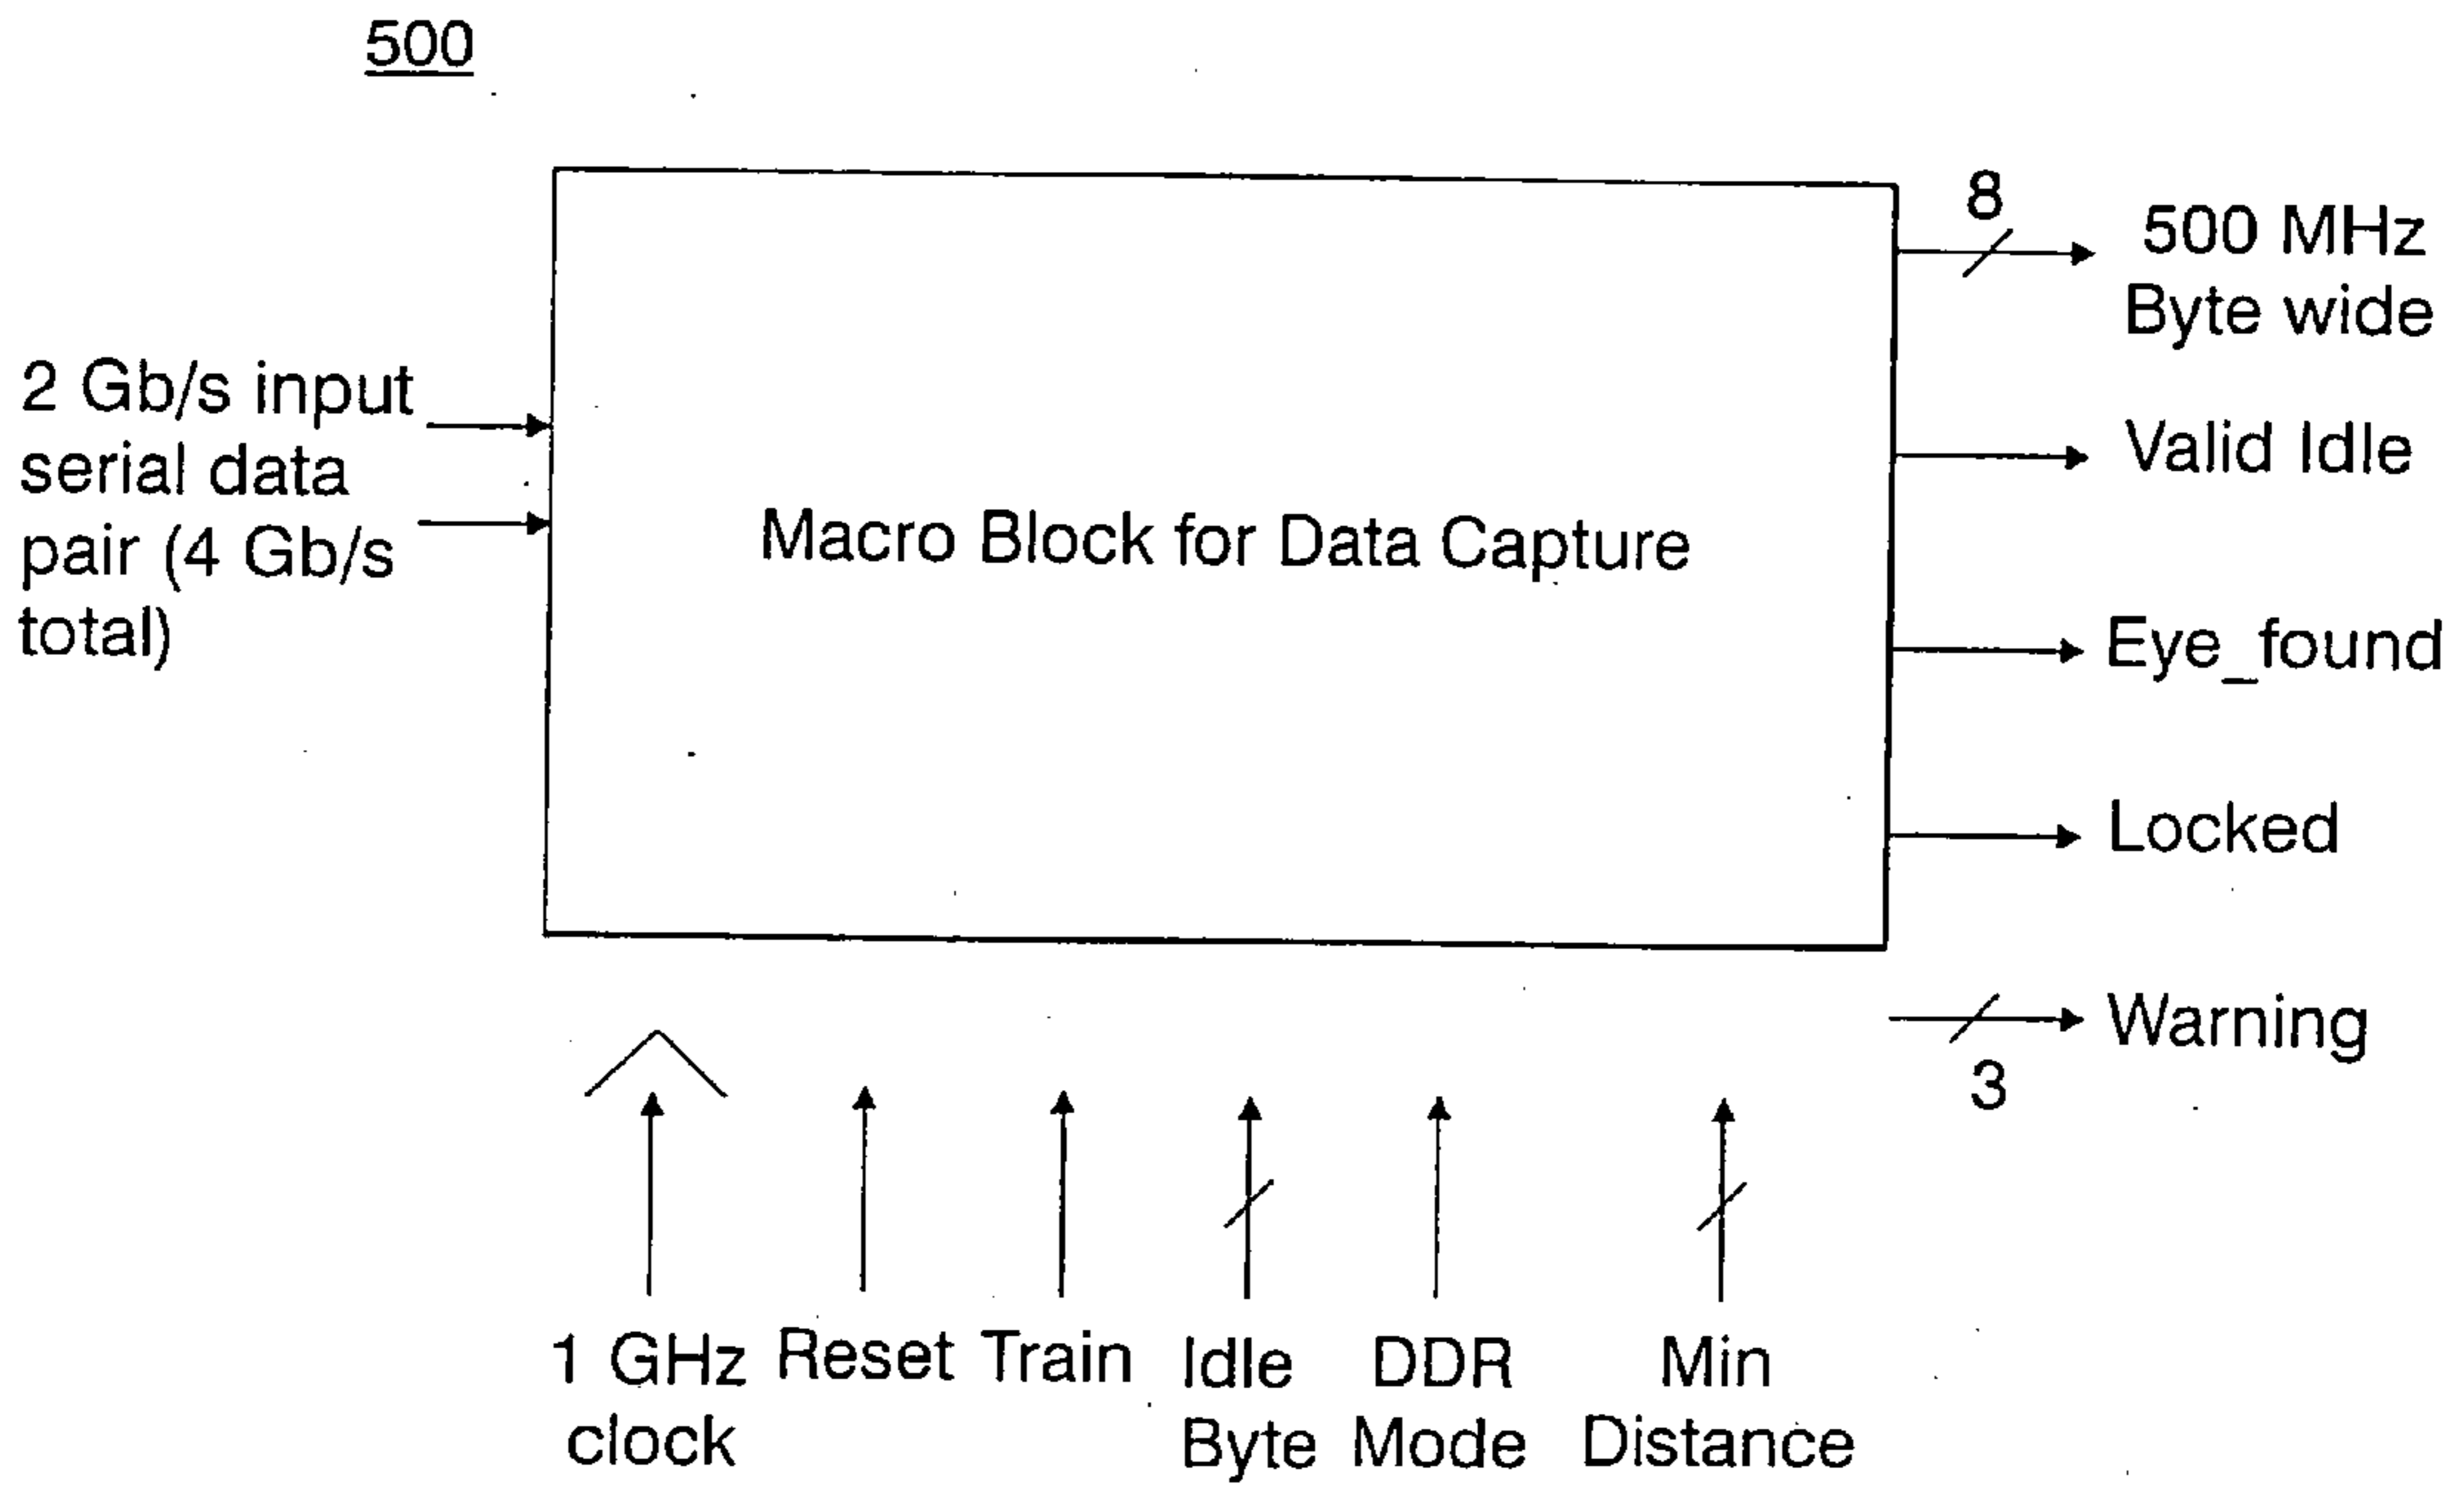 500
8
500 MHz
Byte wide
2 Gb/s input
serial data
pair (4 Gb/s
total)
Macro Block for Data Capture
Valid Idle
Eye_found
Locked
Warning
3
1 GHz
clock
Reset
Train
Idle
Byte
DDR
Mode
Min
Distance